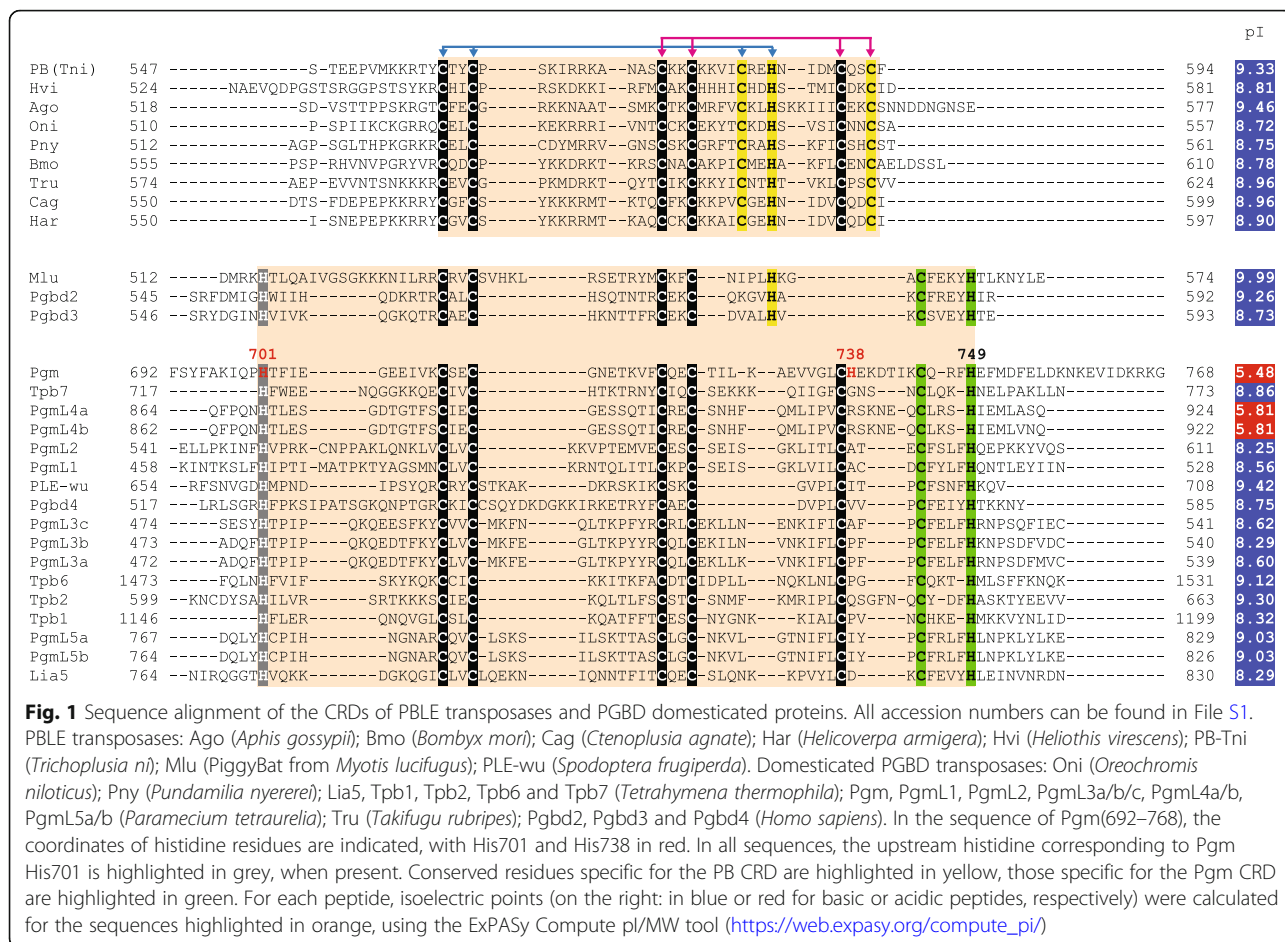 pI
PB(Tni) 547 -------------S-TEEPVMKKRTYCTYCP-----SKIRRKA--NASCKKCKKVICREHN--IDMCQSCF------------------- 594 9.33
Hvi 524 ----NAEVQDPGSTSRGGPSTSYKRCHICP-----RSKDKKI--RFMCAKCHHHICHDHS--TMICDKCID------------------ 581 8.81
Ago 518 ------------SD-VSTTPPSKRGTCFECG-----RKKNAAT--SMKCTKCMRFVCKLHSKKIIICEKCSNNDDNGNSE--------- 577 9.46
Oni 510 -------------P-SPIIKCKGRRQCELC------KEKRRRI--VNTCCKCEKYTCKDHS--VSICNNCSA------------------ 557 8.72
Pny 512 -----------AGP-SGLTHPKGRKRCELC------CDYMRRV--GNSCSKCGRFTCRAHS--KFICSHCST------------------ 561 8.75
Bmo 555 ------------PSP-RHVNVPGRYVRCQDCP-----YKKDRKT--KRSCNACAKPICMEHA--KFLCENCAELDSSL------------ 610 8.78
Tru 574 -----------AEP-EVVNTSNKKKRCEVCG-----PKMDRKT--QYTCIKCKKYICNTHT--VKLCPSCVV------------------ 624 8.96
Cag 550 -----------DTS-FDEPEPKKRRYCGFCS-----YKKKRMT--KTQCFKCKKPVCGEHN--IDVCQDCI------------------- 599 8.96
Har 550 -------------I-SNEPEPKKRRYCGVCS-----YKKKRMT--KAQCCKCKKAICGEHN--IDVCQDCI------------------- 597 8.90
Mlu 512 -----DMRKHTLQAIVGSGKKKNILRRCRVCSVHKL-----RSETRYMCKFC---NIPLHKG--------ACFEKYHTLKNYLE------------ 574 9.99
Pgbd2 545 --SRFDMIGHWIIH-------QDKRTRCALC----------HSQTNTRCEKC--QKGVHA---------KCFREYHIR----------------- 592 9.26
Pgbd3 546 --SRYDGINHVIVK-------QGKQTRCAEC----------HKNTTFRCEKC--DVALHV---------KCSVEYHTE----------------- 593 8.73
701 738 749
Pgm 692 FSYFAKIQPHTFIE-------GEEIVKCSEC----------GNETKVFCQEC-TIL-K--AEVVGLCHEKDTIKCQ-RFHEFMDFELDKNKEVIDKRKG 768 5.48
Tpb7 717 ---------HFWEE---NQGGKKQECIVC----------HTKTRNYCIQC-SEKKK---QIIGFCGNS--NCLQK-HNELPAKLLN---------- 773 8.86
PgmL4a 864 ----QFPQNHTLES-------GDTGTFSCIEC----------GESSQTICREC-SNHF---QMLIPVCRSKNE-QCLRS-HIEMLASQ------------ 924 5.81
PgmL4b 862 ----QFPQNHTLES-------GDTGTFSCIEC----------GESSQTICREC-SNHF---QMLIPVCRSKNE-QCLKS-HIEMLVNQ------------ 922 5.81
PgmL2 541 -ELLPKINFHVPRK-CNPPAKLQNKLVCLVC------KKVPTEMVECESC-SEIS---GKLITLCAT----ECFSLFHQEPKKYVQS---------- 611 8.25
PgmL1 458 -KINTKSLFHIPTI-MATPKTYAGSMNCLVC------KRNTQLITLCKPC-SEIS---GKLVILCAC----DCFYLFHQNTLEYIIN---------- 528 8.56
PLE-wu 654 --RFSNVGDHMPND-----IPSYQRCRYCSTKAK-----DKRSKIKCSKC--------GVPLCIT----PCFSNFHKQV---------------- 708 9.42
Pgbd4 517 ---LRLSGRHFPKSIPATSGKQNPTGRCKICCSQYDKDGKKIRKETRYFCAEC--------DVPLCVV----PCFEIYHTKKNY-------------- 585 8.75
PgmL3c 474 -----SESYHTPIP----QKQEESFKYCVVC-MKFN---QLTKPFYRCRLCEKLLN---ENKIFICAF----PCFELFHRNPSQFIEC---------- 541 8.62
PgmL3b 473 -----ADQFHTPIP----QKQEDTFKYCLVC-MKFE---GLTKPYYRCQLCEKILN---VNKIFLCPF----PCFELFHKNPSDFVDC---------- 540 8.29
PgmL3a 472 -----ADQFHTPIP----QKQEDTFKYCLVC-MKFE---GLTKPYYRCQLCEKILN---VNKIFLCPF----PCFELFHRNPSDFMVC---------- 539 8.60
Tpb6 1473 -----FQLNHFVIF-----SKYKQKCCIC----------KKITKFACDTCIDPLL---NQKLNLCPG----FCQKT-HMLSFFKNQK---------- 1531 9.12
Tpb2 599 --KNCDYSAHILVR-----SRTKKKSCIEC----------KQLTLFSCSTC-SNMF---KMRIPLCQSGFN-QCY-DFHASKTYEEVV---------- 663 9.30
Tpb1 1146 ---------HFLER------QNQVGLCSLC----------KQATFFTCESC-NYGNK---KIALCPV----NCHKE-HMKKVYNLID---------- 1199 8.32
PgmL5a 767 -----DQLYHCPIH-------NGNARCQVC-LSKS---ILSKTTASCLGC-NKVL---GTNIFLCIY----PCFRLFHLNPKLYLKE---------- 829 9.03
PgmL5b 764 -----DQLYHCPIH-------NGNARCQVC-LSKS---ILSKTTASCLGC-NKVL---GTNIFLCIY----PCFRLFHLNPKLYLKE---------- 826 9.03
Lia5 764 --NIRQGGTHVQKK------DGKQGICLVCLQEKN---IQNNTFITCQEC-SLQNK---KPVYLCD-----KCFEVYHLEINVNRDN---------- 830 8.29
Fig. 1 Sequence alignment of the CRDs of PBLE transposases and PGBD domesticated proteins. All accession numbers can be found in File S1.
PBLE transposases: Ago (Aphis gossypii); Bmo (Bombyx mori); Cag (Ctenoplusia agnate); Har (Helicoverpa armigera); Hvi (Heliothis virescens); PB-Tni
(Trichoplusia ni); Mlu (PiggyBat from Myotis lucifugus); PLE-wu (Spodoptera frugiperda). Domesticated PGBD transposases: Oni (Oreochromis
niloticus); Pny (Pundamilia nyererei); Lia5, Tpb1, Tpb2, Tpb6 and Tpb7 (Tetrahymena thermophila); Pgm, PgmL1, PgmL2, PgmL3a/b/c, PgmL4a/b,
PgmL5a/b (Paramecium tetraurelia); Tru (Takifugu rubripes); Pgbd2, Pgbd3 and Pgbd4 (Homo sapiens). In the sequence of Pgm(692–768), the
coordinates of histidine residues are indicated, with His701 and His738 in red. In all sequences, the upstream histidine corresponding to Pgm
His701 is highlighted in grey, when present. Conserved residues specific for the PB CRD are highlighted in yellow, those specific for the Pgm CRD
are highlighted in green. For each peptide, isoelectric points (on the right: in blue or red for basic or acidic peptides, respectively) were calculated
for the sequences highlighted in orange, using the ExPASy Compute pI/MW tool (https://web.expasy.org/compute_pi/)